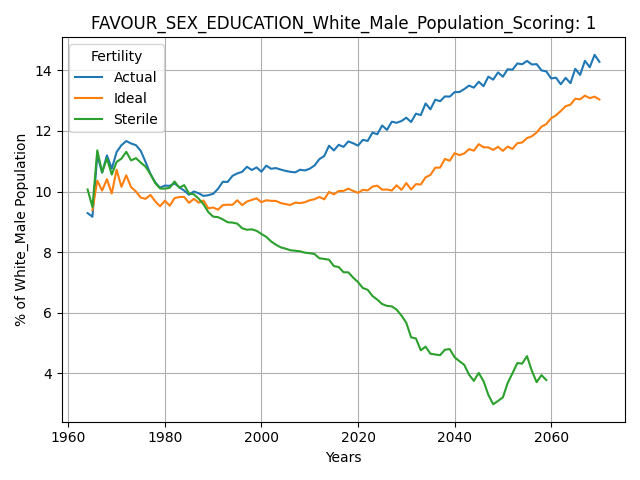 FAVOUR_SEX_EDUCATION_White_Male_Population_Scoring: 1
Fertility
Actual
Ideal
Sterile
% of White_Male Population
14
12
10
8
6
4
1960
1980
2000
2020
2040
2060
Years